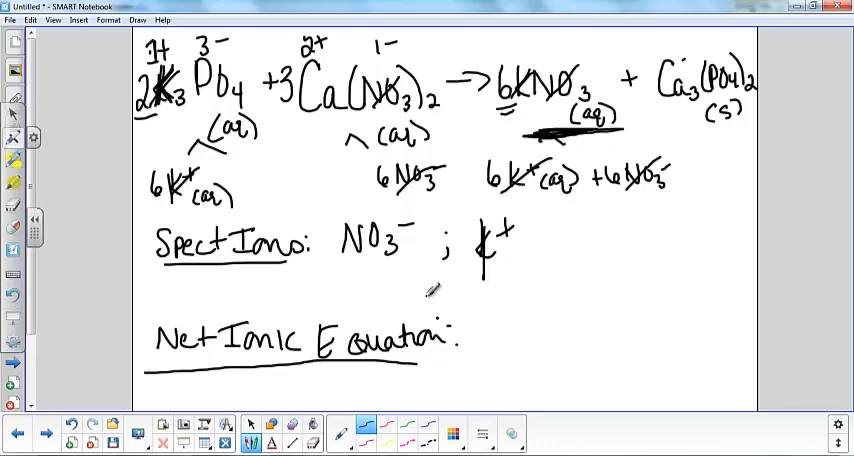 Untitled * - SMART Notebook
File Edit View Insert Format Draw Help
1+ 3- 2+ 1-
2K3PO4 + 3Ca(NO3)2 → 6KNO3 + Ca3(PO4)2
(aq) (aq) (aq) (s)
6K+(aq) 6NO3- 6K+(aq) + 6NO3-
Spect Ions: NO3- ; K+
Net Ionic Equation: